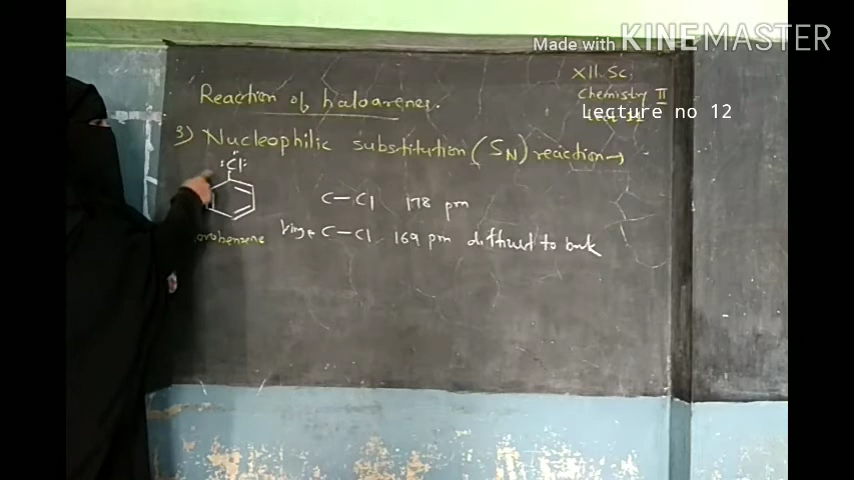 Made with KINEMASTER
XII Sc.
Chemistry II
Lecture no 12
Reaction of haloarenes.
3) Nucleophilic substitution (SN) reaction →
:Cl:
C—Cl 178 pm
C—Cl 169 pm difficult to break
orobenzene